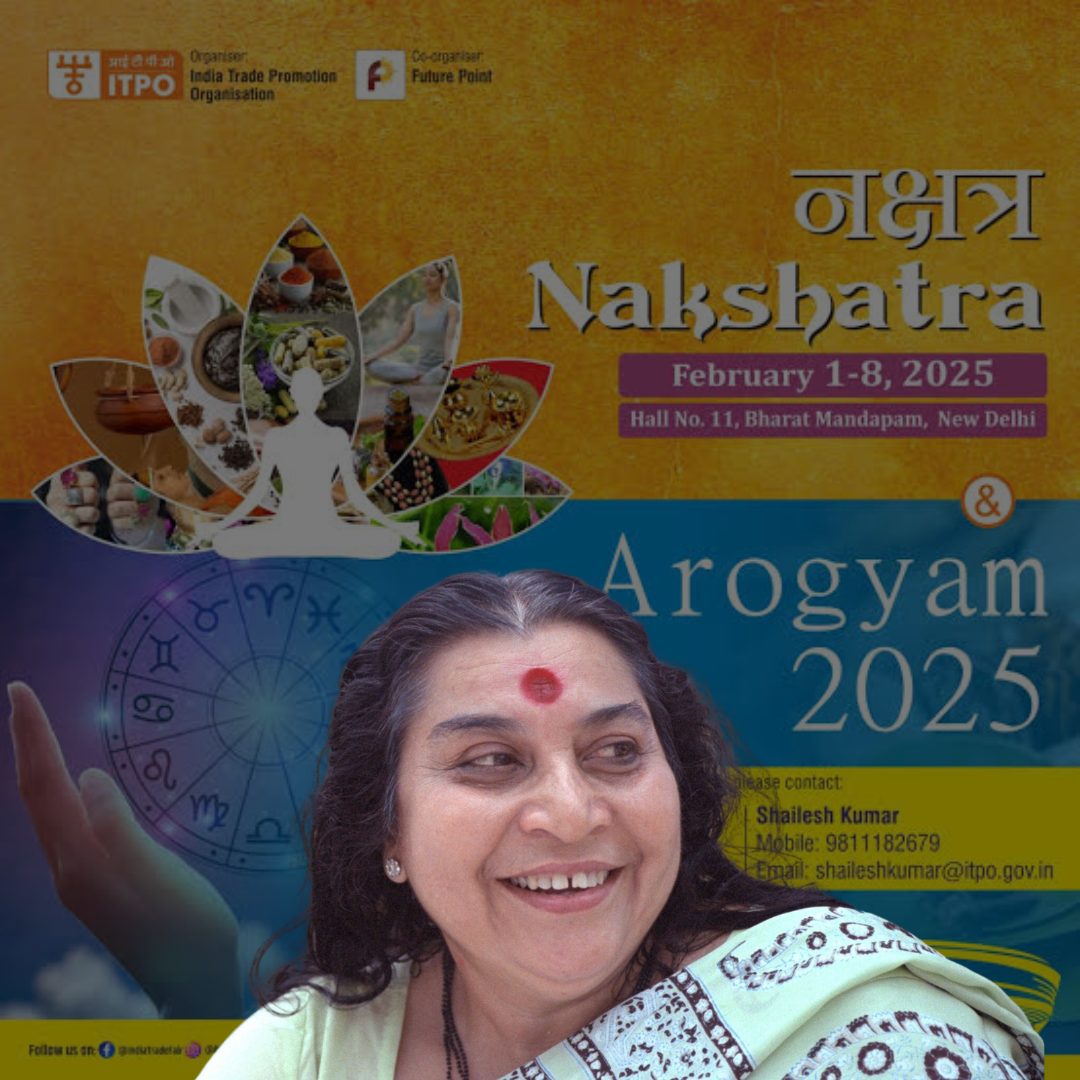 आई टी पी ओ
ITPO
Organiser:
India Trade Promotion
Organisation
Co-organiser:
Future Point
नक्षत्र
Nakshatra
February 1-8, 2025
Hall No. 11, Bharat Mandapam, New Delhi
&
Arogyam
2025
please contact:
Shailesh Kumar
Mobile: 9811182679
Email: shaileshkumar@itpo.gov.in
Follow us on: